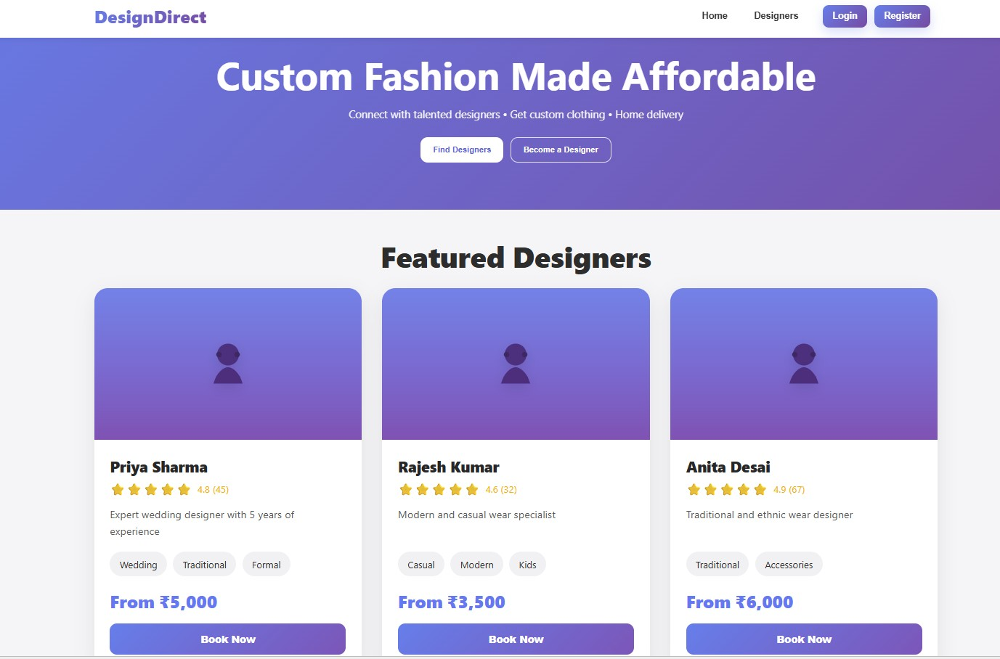 DesignDirect
Home
Designers
Login
Register
Custom Fashion Made Affordable
Connect with talented designers • Get custom clothing • Home delivery
Find Designers
Become a Designer
Featured Designers
Priya Sharma
4.8 (45)
Expert wedding designer with 5 years of
experience
Wedding
Traditional
Formal
From ₹5,000
Book Now
Rajesh Kumar
4.6 (32)
Modern and casual wear specialist
Casual
Modern
Kids
From ₹3,500
Book Now
Anita Desai
4.9 (67)
Traditional and ethnic wear designer
Traditional
Accessories
From ₹6,000
Book Now